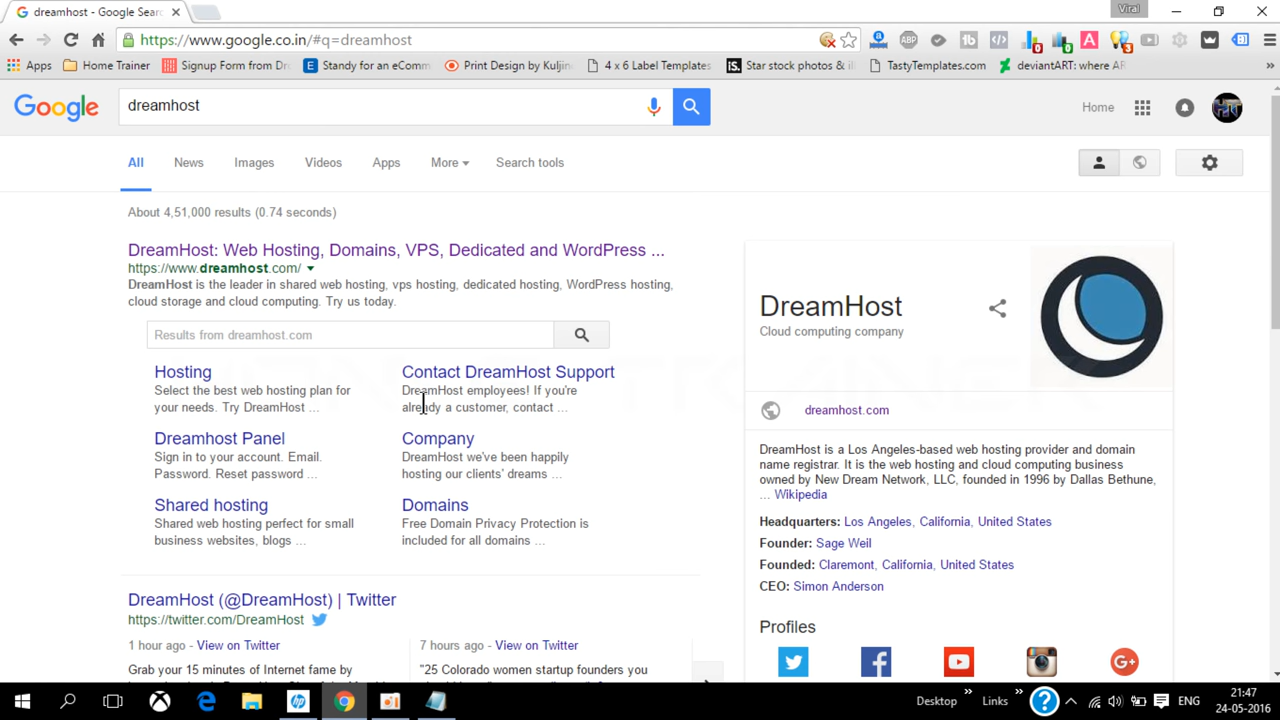 dreamhost - Google Sear
Viral
https://www.google.co.in/#q=dreamhost
ABP
tb
0
0
A
3
Apps
Home Trainer
Signup Form from Dr
Standy for an eComm
Print Design by Kuljin
4 x 6 Label Templates
iS.
Star stock photos & ill
TastyTemplates.com
deviantART: where AR
»
Google
dreamhost
Home
All
News
Images
Videos
Apps
More
Search tools
About 4,51,000 results (0.74 seconds)
DreamHost: Web Hosting, Domains, VPS, Dedicated and WordPress ...
https://www.dreamhost.com/
DreamHost is the leader in shared web hosting, vps hosting, dedicated hosting, WordPress hosting,
cloud storage and cloud computing. Try us today.
Results from dreamhost.com
Hosting
Select the best web hosting plan for
your needs. Try DreamHost ...
Contact DreamHost Support
DreamHost employees! If you're
already a customer, contact ...
Dreamhost Panel
Sign in to your account. Email.
Password. Reset password ...
Company
DreamHost we've been happily
hosting our clients' dreams ...
Shared hosting
Shared web hosting perfect for small
business websites, blogs ...
Domains
Free Domain Privacy Protection is
included for all domains ...
DreamHost (@DreamHost) | Twitter
https://twitter.com/DreamHost
1 hour ago - View on Twitter
Grab your 15 minutes of Internet fame by
7 hours ago - View on Twitter
"25 Colorado women startup founders you
DreamHost
Cloud computing company
dreamhost.com
DreamHost is a Los Angeles-based web hosting provider and domain
name registrar. It is the web hosting and cloud computing business
owned by New Dream Network, LLC, founded in 1996 by Dallas Bethune,
... Wikipedia
Headquarters: Los Angeles, California, United States
Founder: Sage Weil
Founded: Claremont, California, United States
CEO: Simon Anderson
Profiles
Desktop
»
Links
»
ENG
21:47
24-05-2016